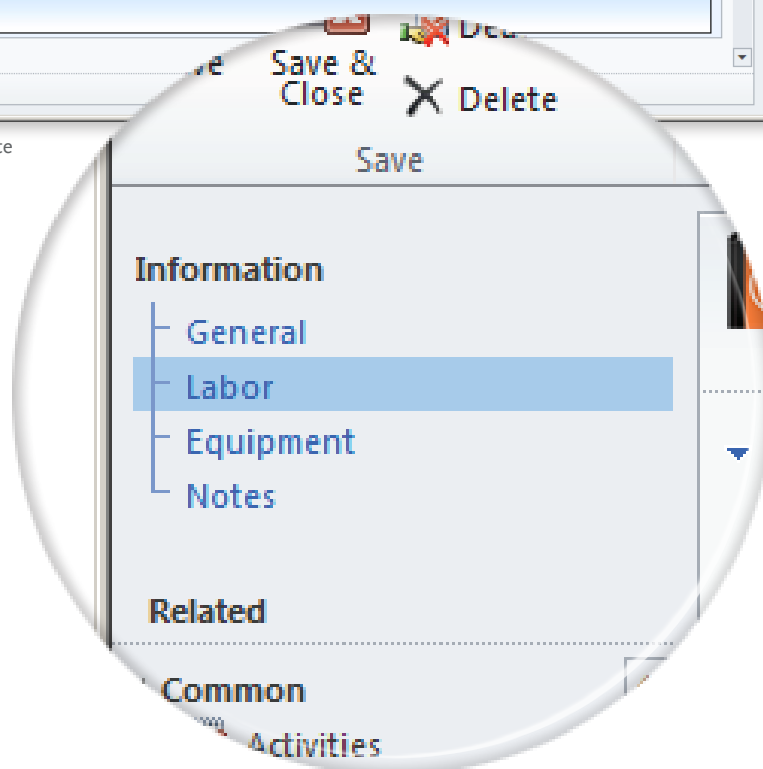 Save &
Close
Delete
Save
Information
General
Labor
Equipment
Notes
Related
Common
Activities